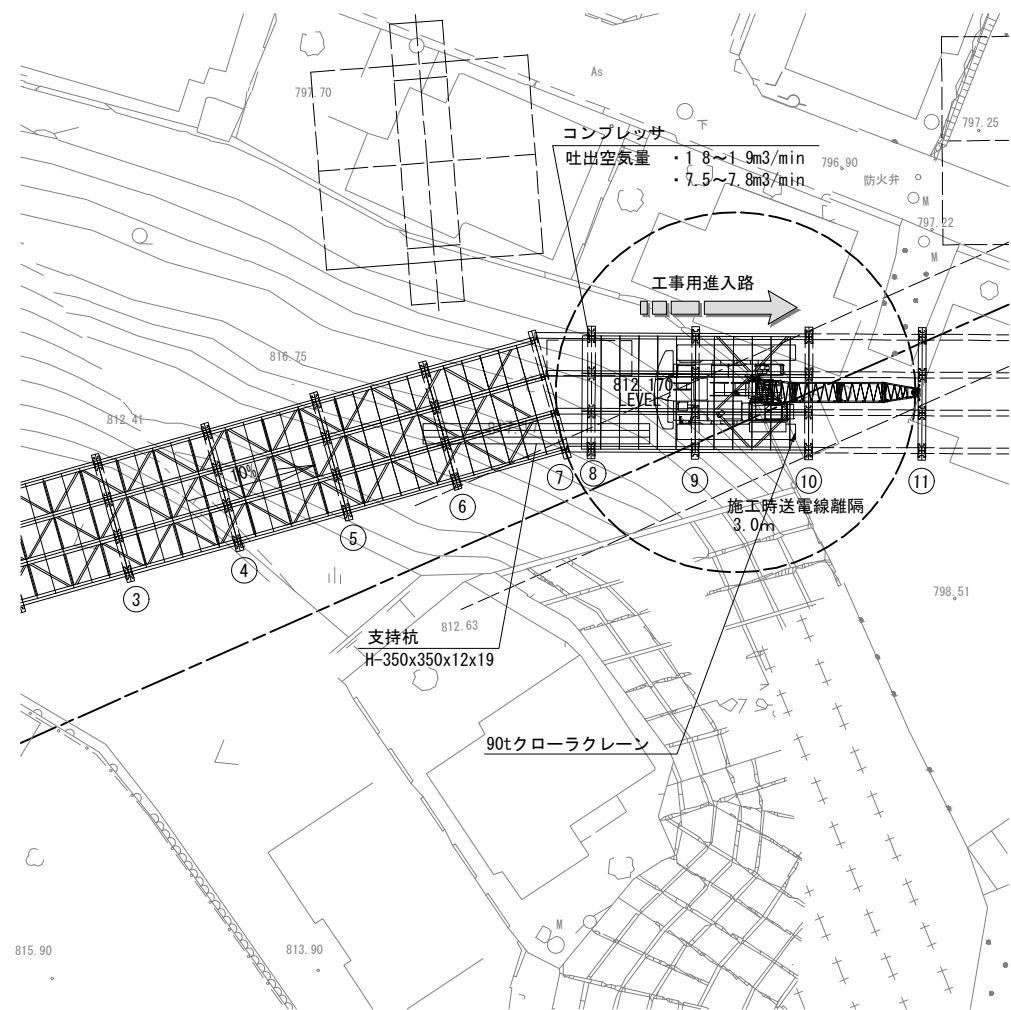 797.70
As
コンプレッサ
下
797.25
吐出空気量 ・18~19m3/min
・7.5~7.8m3/min
796.90
防火弁
M
797.22
M
工事用進入路
816.75
812.170
LEVEL
812.41
10%
⑦
⑧
⑨
⑩
⑪
⑥
施工時送電線離隔
3.0m
⑤
④
③
798.51
812.63
支持杭
H-350x350x12x19
90tクローラクレーン
M
815.90
813.90